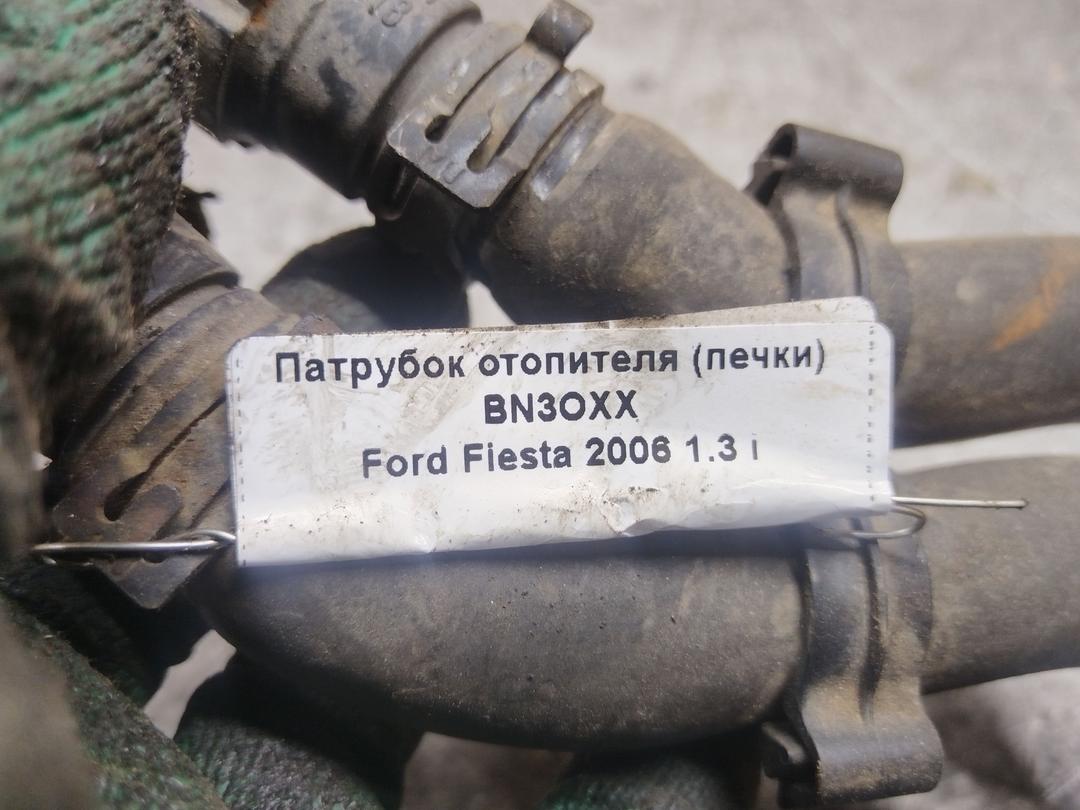 Патрубок отопителя (печки)
BN3OXX
Ford Fiesta 2006 1.3 i